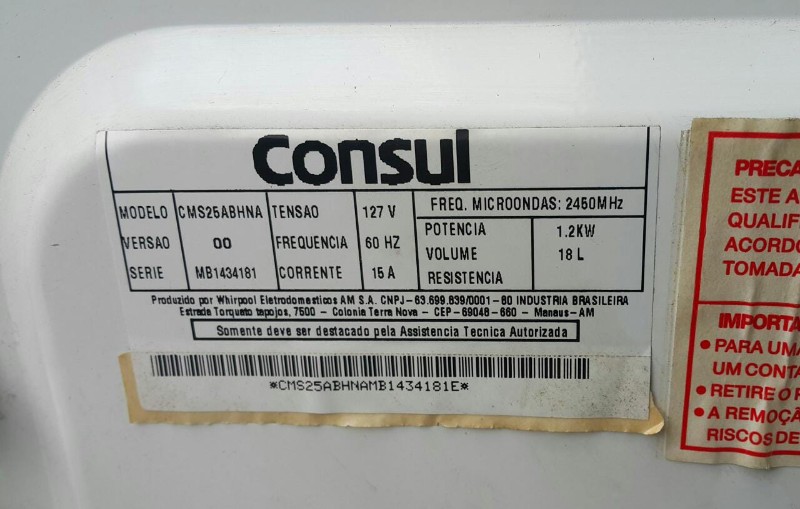 Consul
MODELO CMS25ABHNA TENSAO 127 V FREQ. MICROONDAS: 2450MHz
VERSAO 00 FREQUENCIA 60 HZ POTENCIA 1.2KW
VOLUME 18 L
SERIE MB1434181 CORRENTE 15 A RESISTENCIA
Produzido por Whirpool Eletrodomesticos AM S.A. CNPJ-63.699.839/0001-80 INDUSTRIA BRASILEIRA
Estrada Torquato tapojos, 7500 - Colonia Terra Nova - CEP-69048-660 - Manaus-AM
Somente deve ser destacado pela Assistencia Tecnica Autorizada
*CMS25ABHNAMB1434181E*
PRECA
ESTE A
QUALIF
ACORDO
TOMADA
IMPORTA
• PARA UMA
UM CONTA
• RETIRE O
• A REMOÇÃ
RISCOS DE